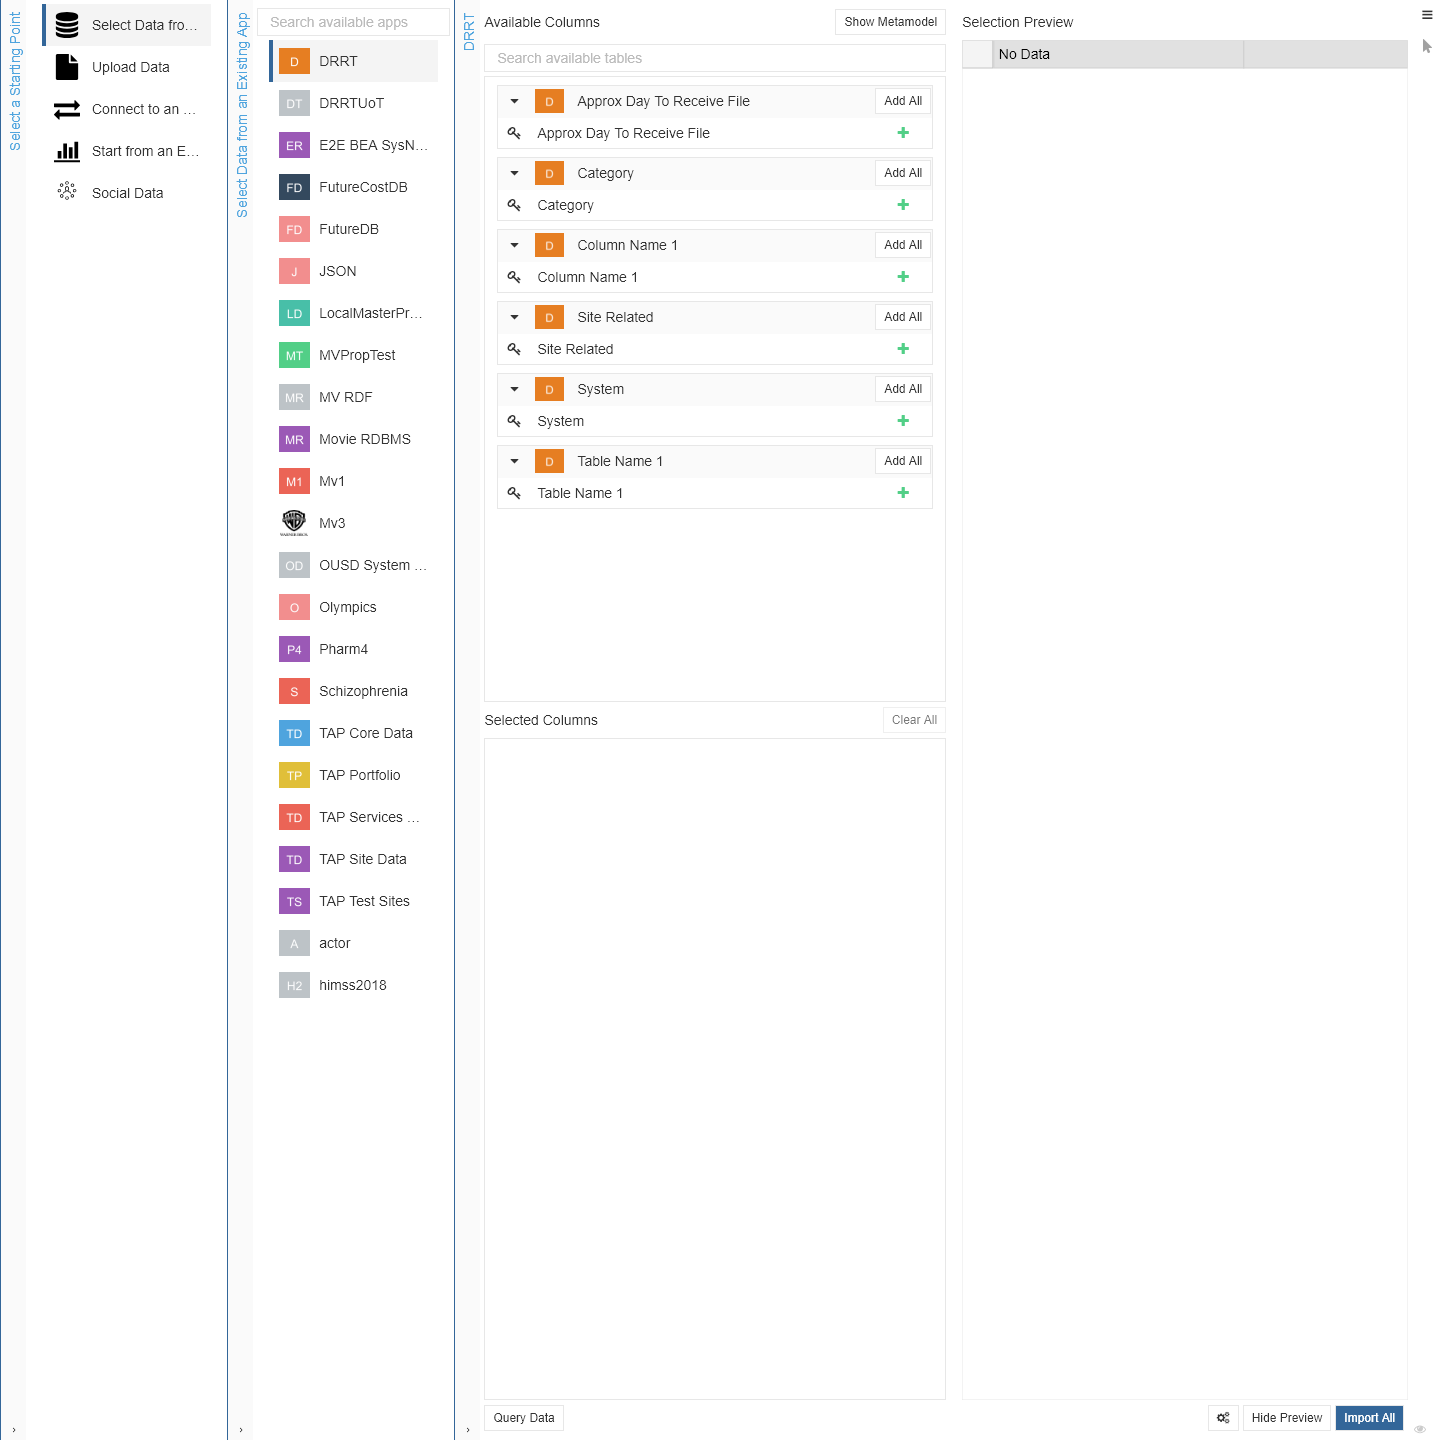 Select a Starting Point
Select Data fro...
Upload Data
Connect to an ...
Start from an E...
Social Data
Select Data from an Existing App
Search available apps
D DRRT
DT DRRTUoT
ER E2E BEA SysN...
FD FutureCostDB
FD FutureDB
J JSON
LD LocalMasterPr...
MT MVPropTest
MR MV RDF
MR Movie RDBMS
M1 Mv1
Mv3
OD OUSD System ...
O Olympics
P4 Pharm4
S Schizophrenia
TD TAP Core Data
TP TAP Portfolio
TD TAP Services ...
TD TAP Site Data
TS TAP Test Sites
A actor
H2 himss2018
DRRT
Available Columns
Show Metamodel
Search available tables
D Approx Day To Receive File Add All
Approx Day To Receive File
D Category Add All
Category
D Column Name 1 Add All
Column Name 1
D Site Related Add All
Site Related
D System Add All
System
D Table Name 1 Add All
Table Name 1
Selected Columns
Clear All
Query Data
Selection Preview
No Data
Hide Preview
Import All